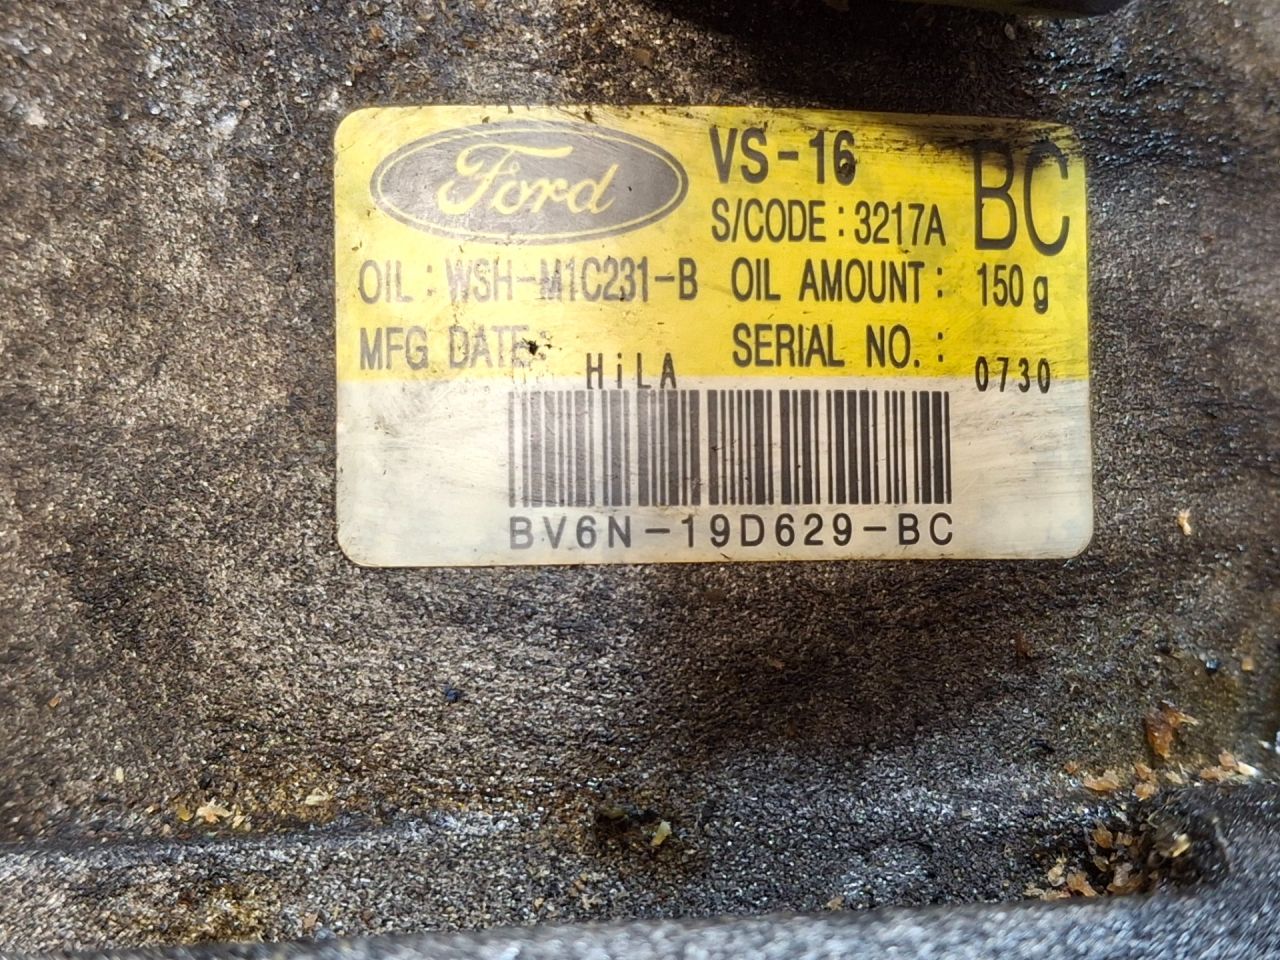 Ford
VS-16
BC
S/CODE : 3217A
OIL : WSH-M1C231-B OIL AMOUNT : 150 g
MFG DATE : HiLA SERIAL NO. : 0730
BV6N-19D629-BC